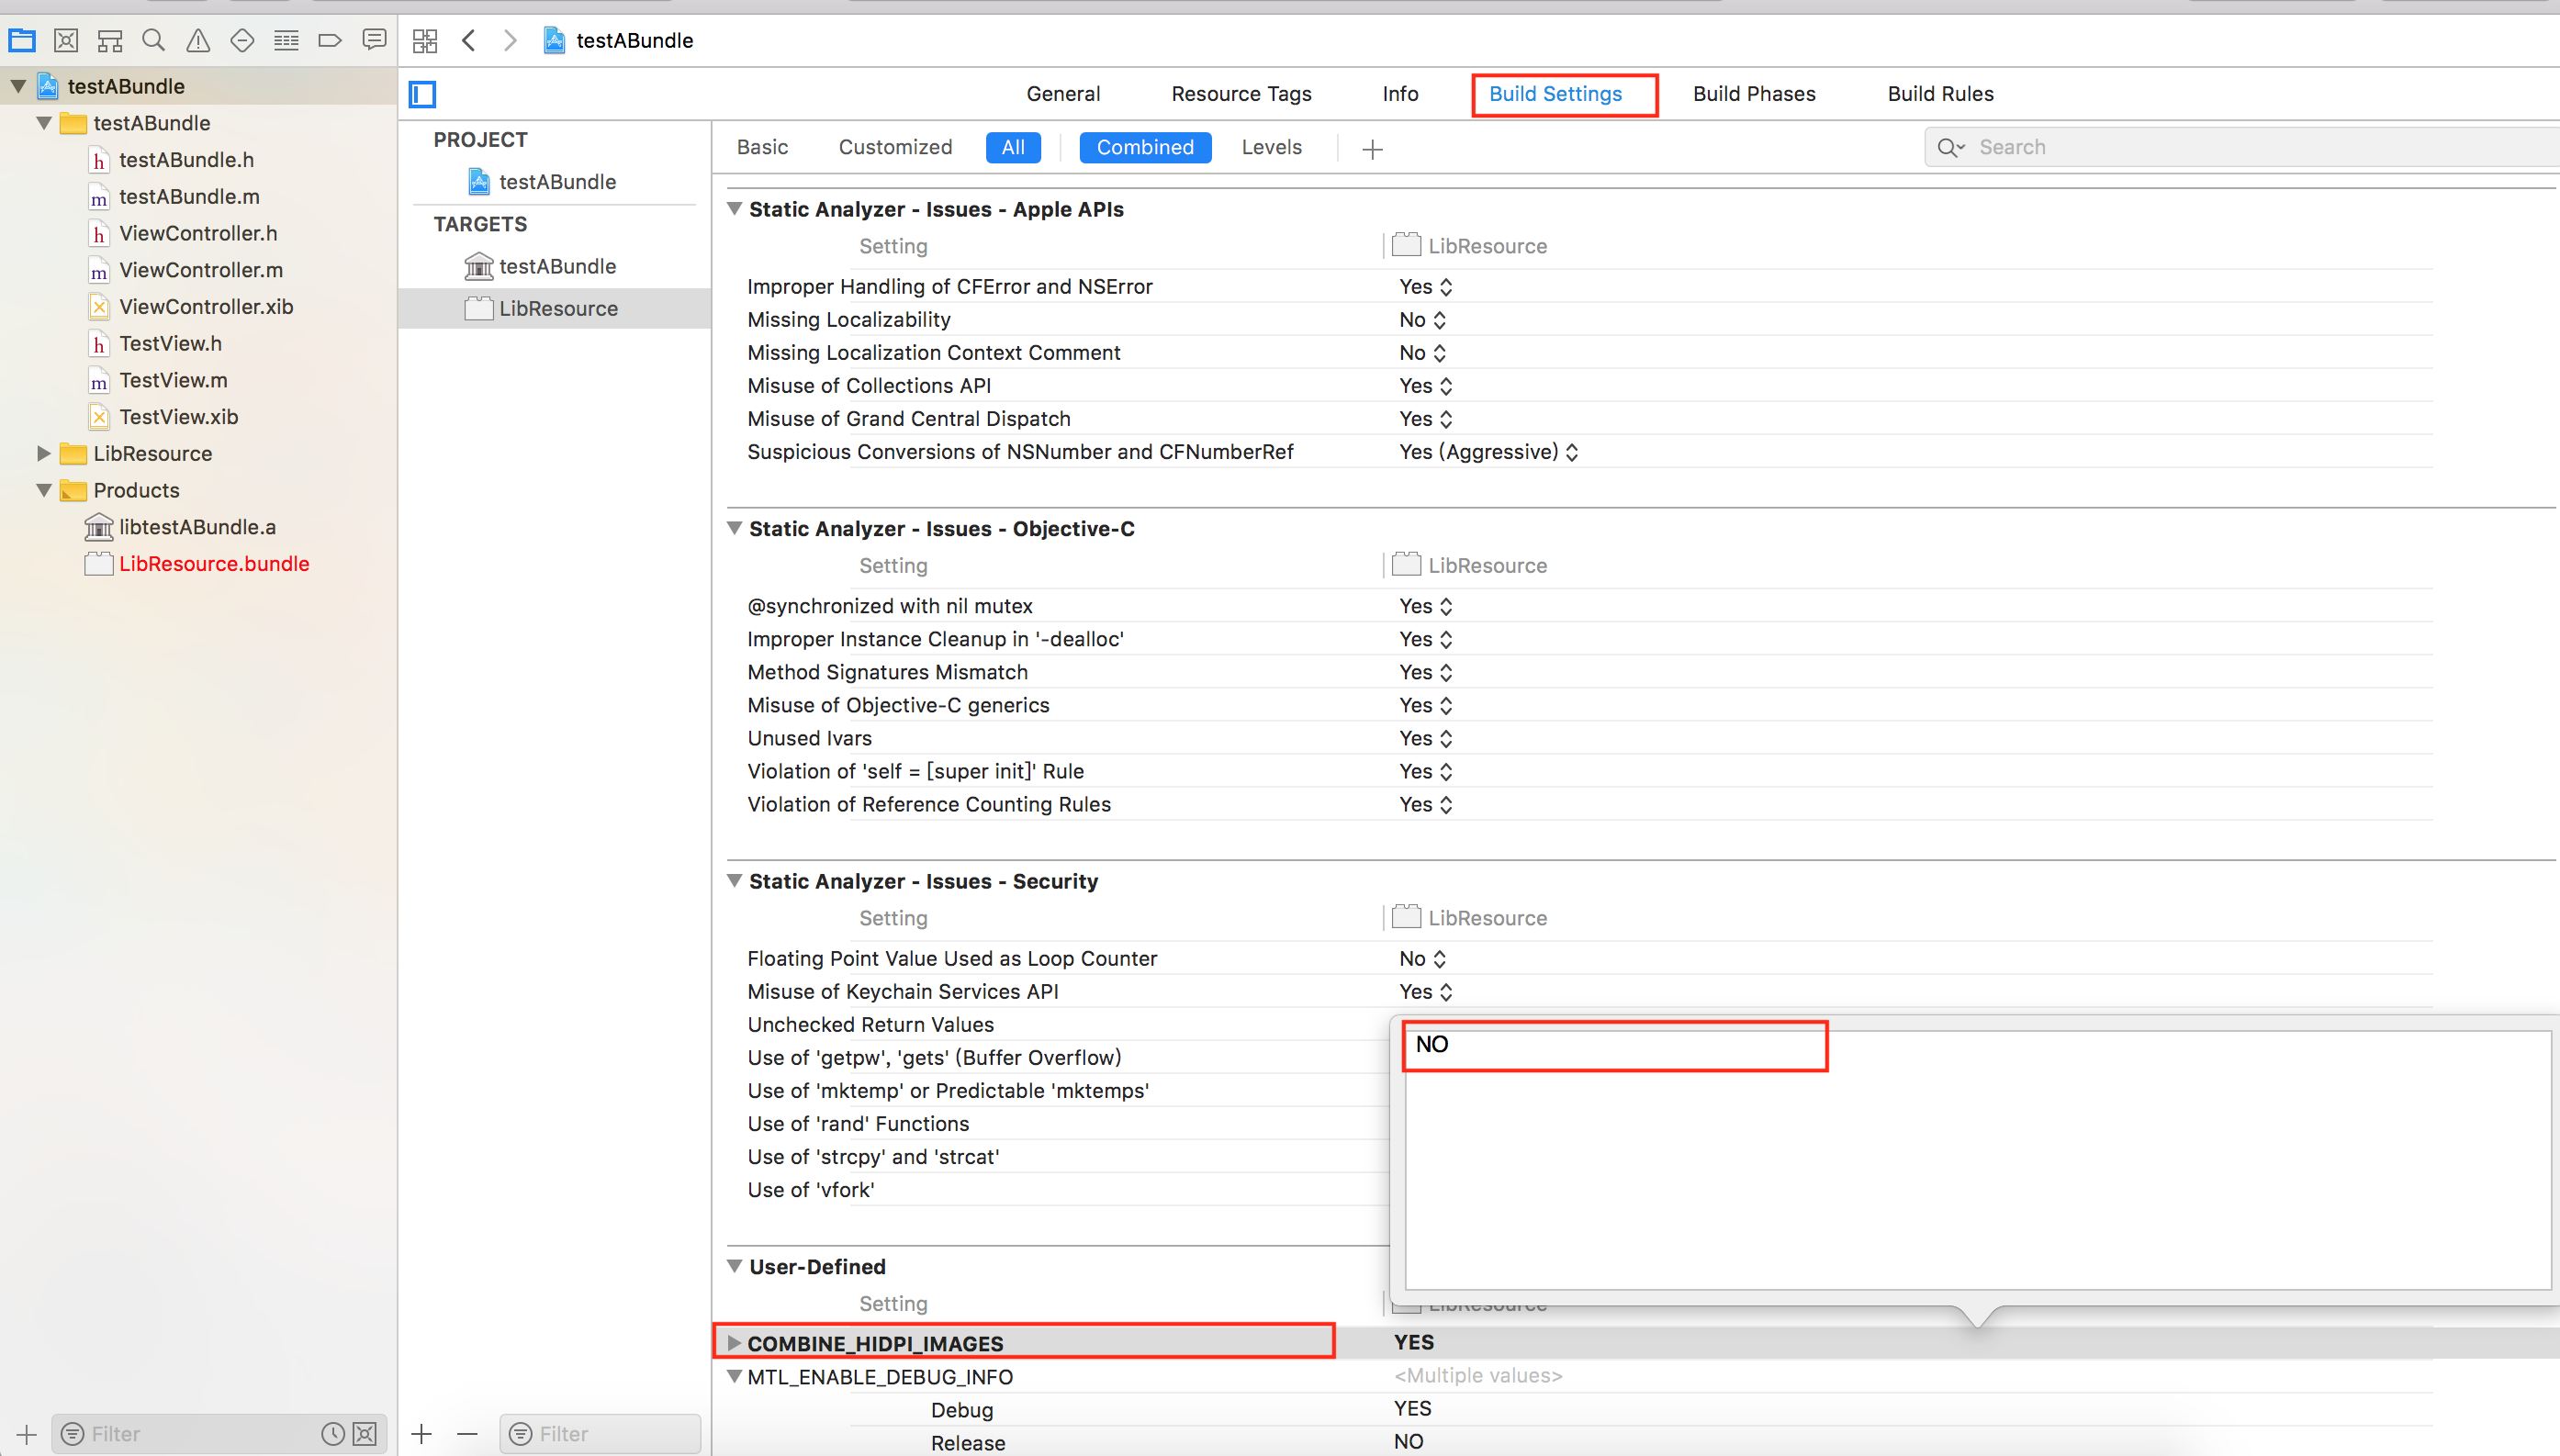 testABundle
testABundle
testABundle.h
testABundle.m
ViewController.h
ViewController.m
ViewController.xib
TestView.h
TestView.m
TestView.xib
LibResource
Products
libtestABundle.a
LibResource.bundle
Filter
testABundle
General
Resource Tags
Info
Build Settings
Build Phases
Build Rules
PROJECT
testABundle
TARGETS
testABundle
LibResource
Filter
Basic
Customized
All
Combined
Levels
Search
Static Analyzer - Issues - Apple APIs
Setting LibResource
Improper Handling of CFError and NSError Yes
Missing Localizability No
Missing Localization Context Comment No
Misuse of Collections API Yes
Misuse of Grand Central Dispatch Yes
Suspicious Conversions of NSNumber and CFNumberRef Yes (Aggressive)
Static Analyzer - Issues - Objective-C
Setting LibResource
@synchronized with nil mutex Yes
Improper Instance Cleanup in '-dealloc' Yes
Method Signatures Mismatch Yes
Misuse of Objective-C generics Yes
Unused Ivars Yes
Violation of 'self = [super init]' Rule Yes
Violation of Reference Counting Rules Yes
Static Analyzer - Issues - Security
Setting LibResource
Floating Point Value Used as Loop Counter No
Misuse of Keychain Services API Yes
Unchecked Return Values
NO
Use of 'getpw', 'gets' (Buffer Overflow)
Use of 'mktemp' or Predictable 'mktemps'
Use of 'rand' Functions
Use of 'strcpy' and 'strcat'
Use of 'vfork'
User-Defined
Setting LibResource
COMBINE_HIDPI_IMAGES YES
MTL_ENABLE_DEBUG_INFO <Multiple values>
Debug YES
Release NO